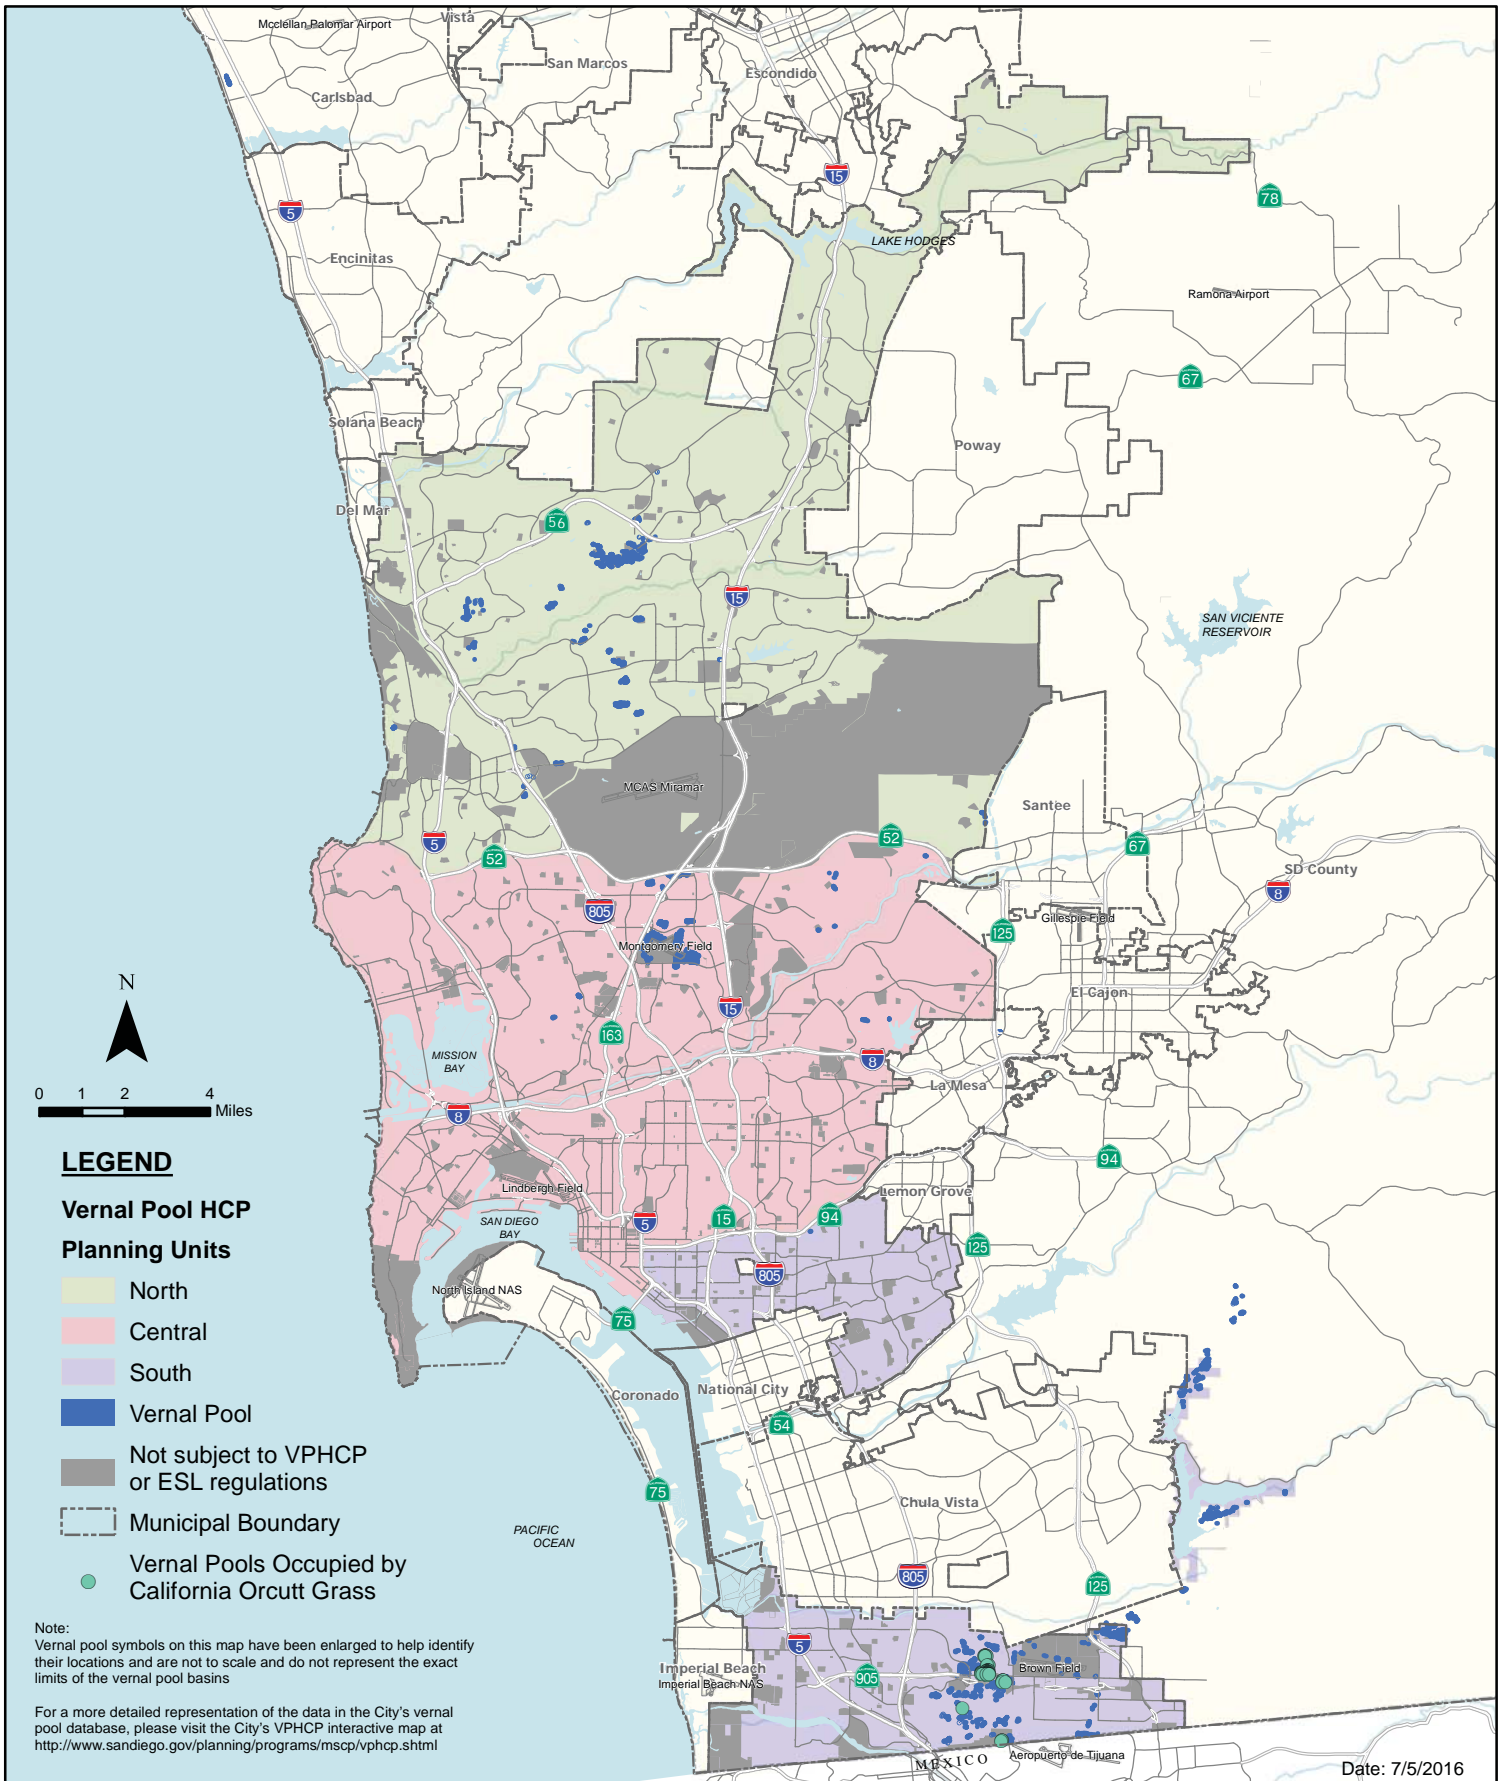 Mcclellan Palomar Airport
Vista
San Marcos
Escondido
Carlsbad
15
5
78
LAKE HODGES
Encinitas
Ramona Airport
67
Solana Beach
Poway
Del Mar
56
15
SAN VICIENTE
RESERVOIR
MCAS Miramar
Santee
5
52
52
67
SD County
8
805
Gillespie Field
125
Montgomery Field
N
El Cajon
15
163
MISSION
BAY
8
La Mesa
0 1 2 4
Miles
8
94
LEGEND
Lindbergh Field
Lemon Grove
Vernal Pool HCP
Planning Units
SAN DIEGO
BAY
5
15
94
125
805
North
North Island NAS
75
Central
South
Coronado
National City
Vernal Pool
54
Not subject to VPHCP
or ESL regulations
75
Chula Vista
Municipal Boundary
PACIFIC
OCEAN
Vernal Pools Occupied by
California Orcutt Grass
805
125
Note:
Vernal pool symbols on this map have been enlarged to help identify
their locations and are not to scale and do not represent the exact
limits of the vernal pool basins
5
Imperial Beach
Imperial Beach NAS
905
Brown Field
For a more detailed representation of the data in the City's vernal
pool database, please visit the City's VPHCP interactive map at
http://www.sandiego.gov/planning/programs/mscp/vphcp.shtml
MEXICO
Aeropuerto de Tijuana
Date: 7/5/2016